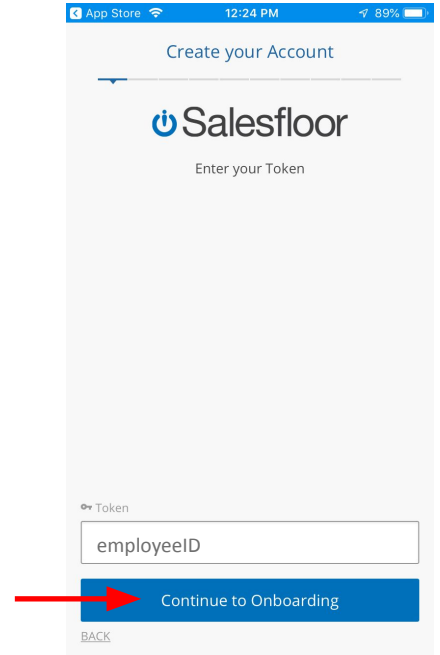 App Store 12:24 PM 89%
Create your Account
Salesfloor
Enter your Token
Token
employeeID
Continue to Onboarding
BACK